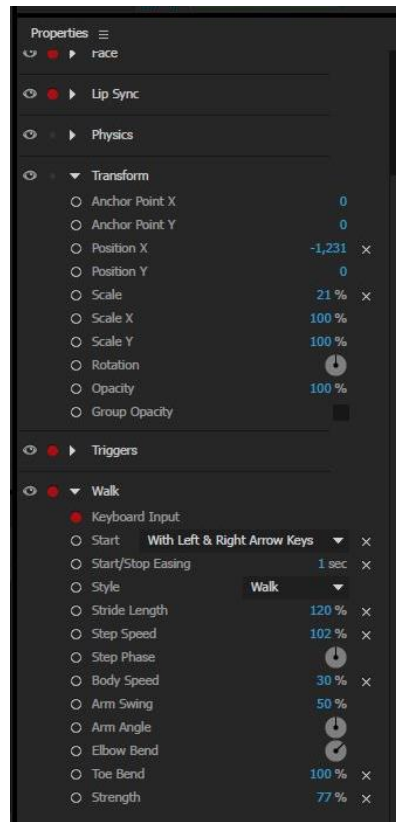 Properties
Face
Lip Sync
Physics
Transform
Anchor Point X 0
Anchor Point Y 0
Position X -1,231 ×
Position Y 0
Scale 21 % ×
Scale X 100 %
Scale Y 100 %
Rotation
Opacity 100 %
Group Opacity
Triggers
Walk
Keyboard Input
Start With Left & Right Arrow Keys ×
Start/Stop Easing 1 sec ×
Style Walk
Stride Length 120 % ×
Step Speed 102 % ×
Step Phase
Body Speed 30 % ×
Arm Swing 50 %
Arm Angle
Elbow Bend
Toe Bend 100 % ×
Strength 77 % ×